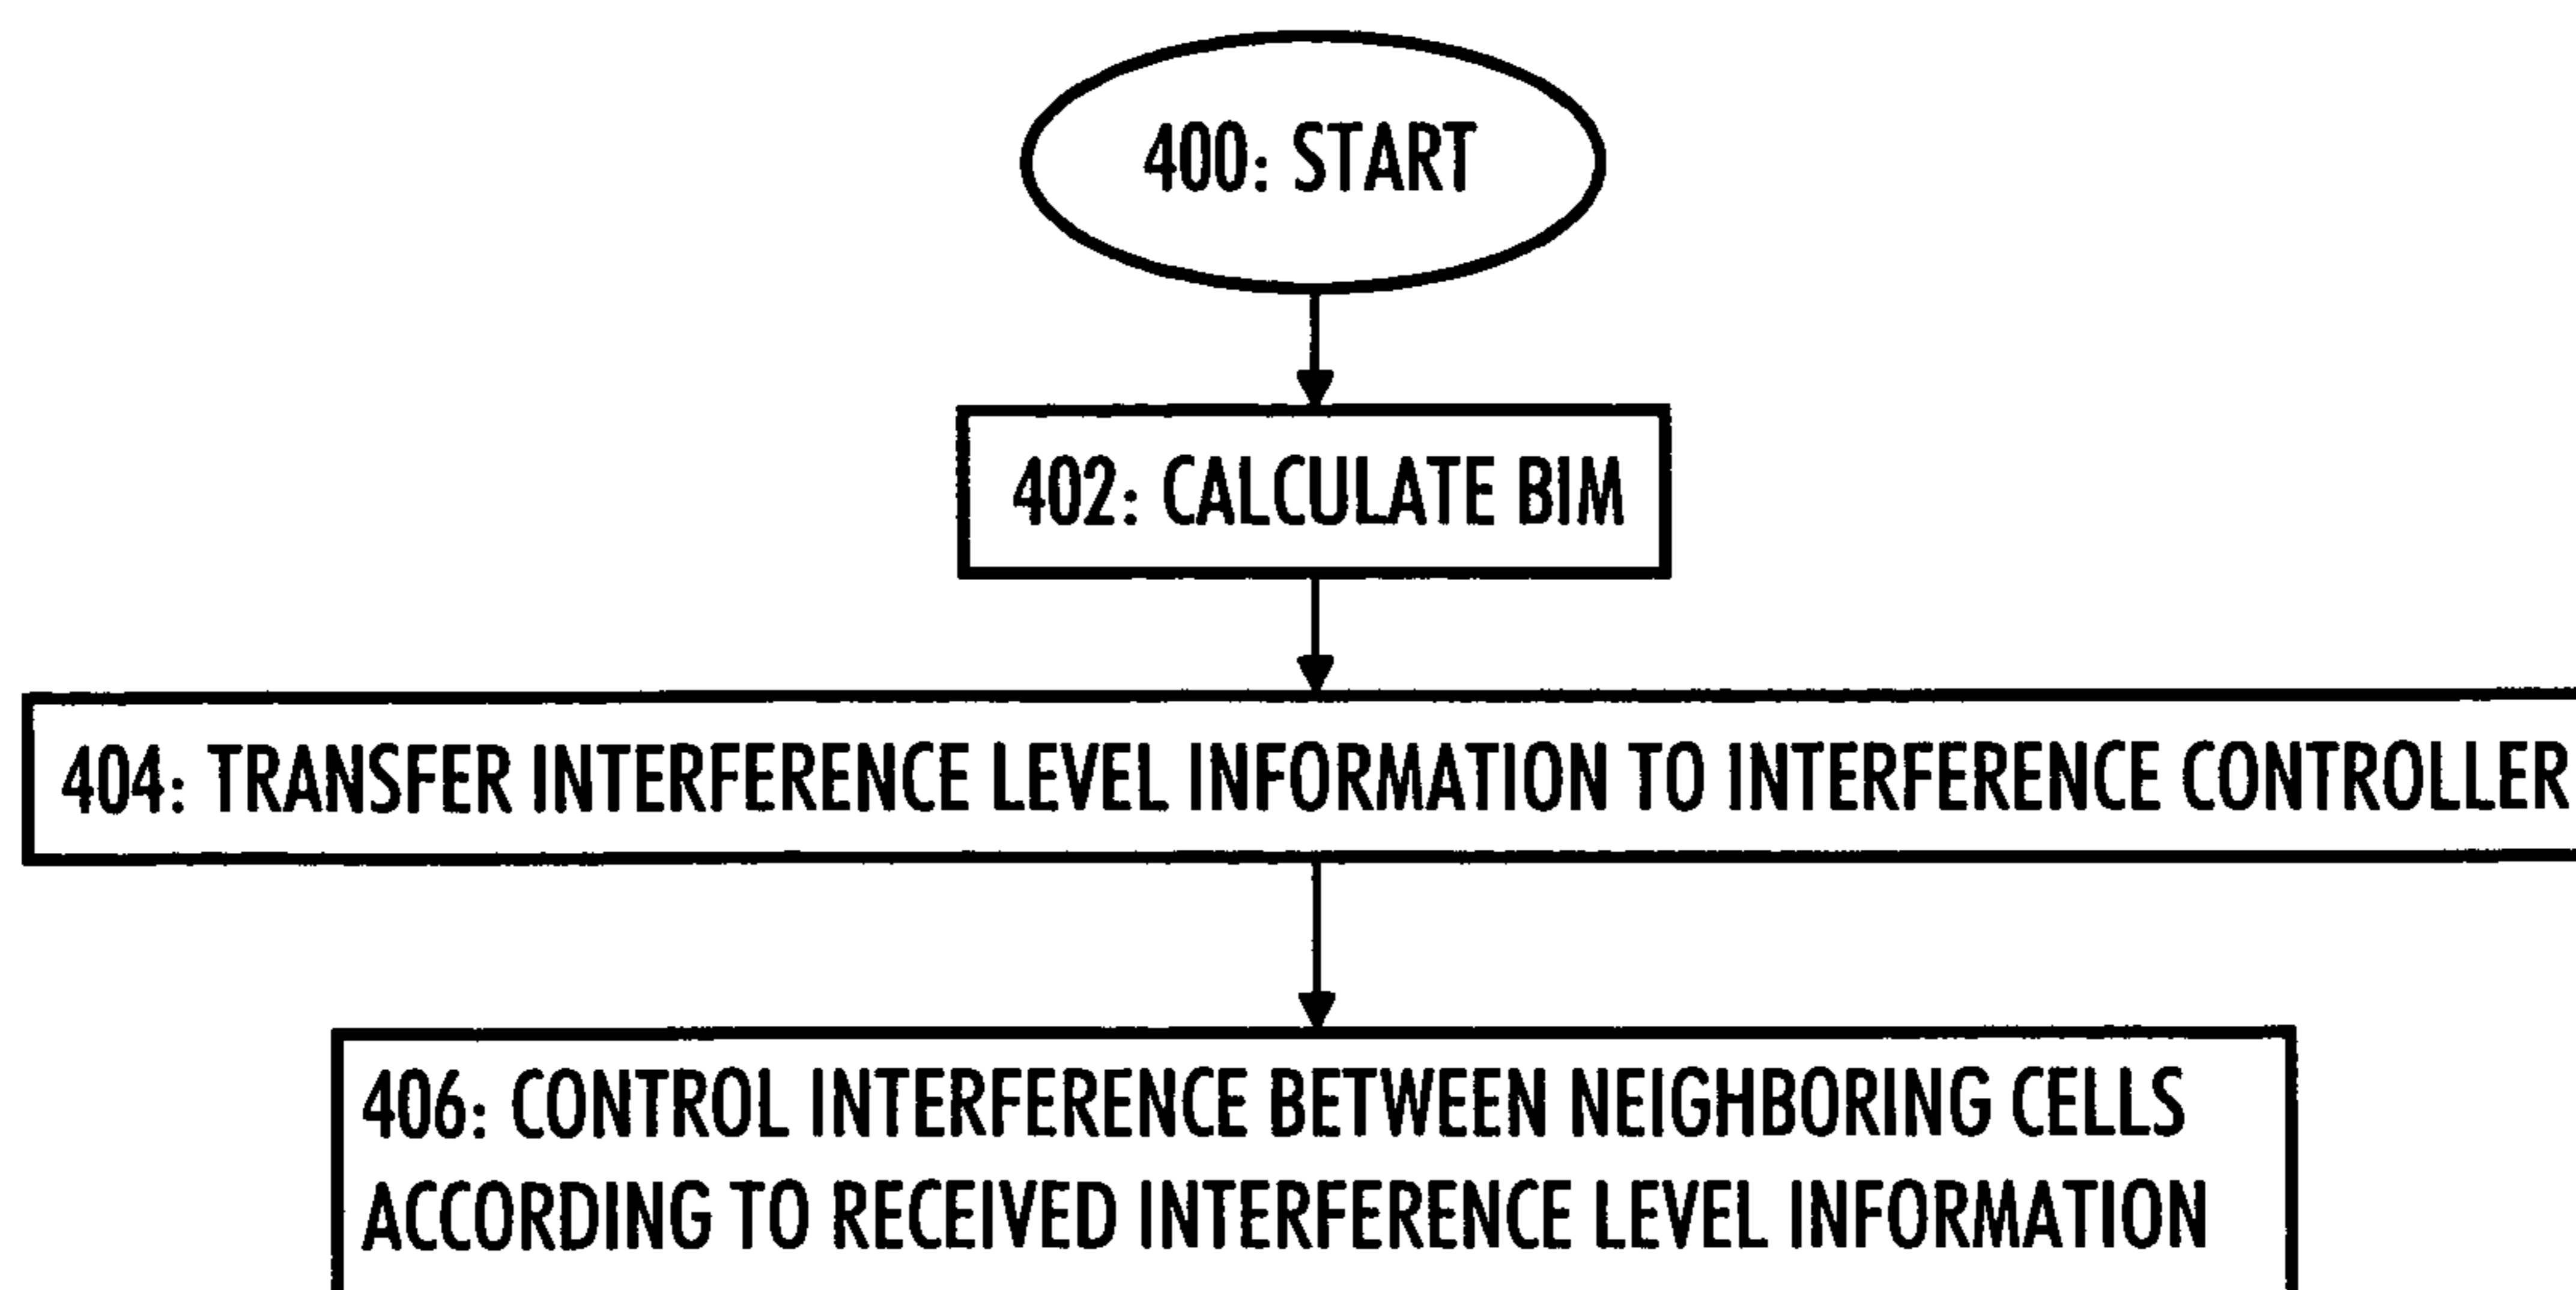 400: START
402: CALCULATE BIM
404: TRANSFER INTERFERENCE LEVEL INFORMATION TO INTERFERENCE CONTROLLER
406: CONTROL INTERFERENCE BETWEEN NEIGHBORING CELLS
ACCORDING TO RECEIVED INTERFERENCE LEVEL INFORMATION